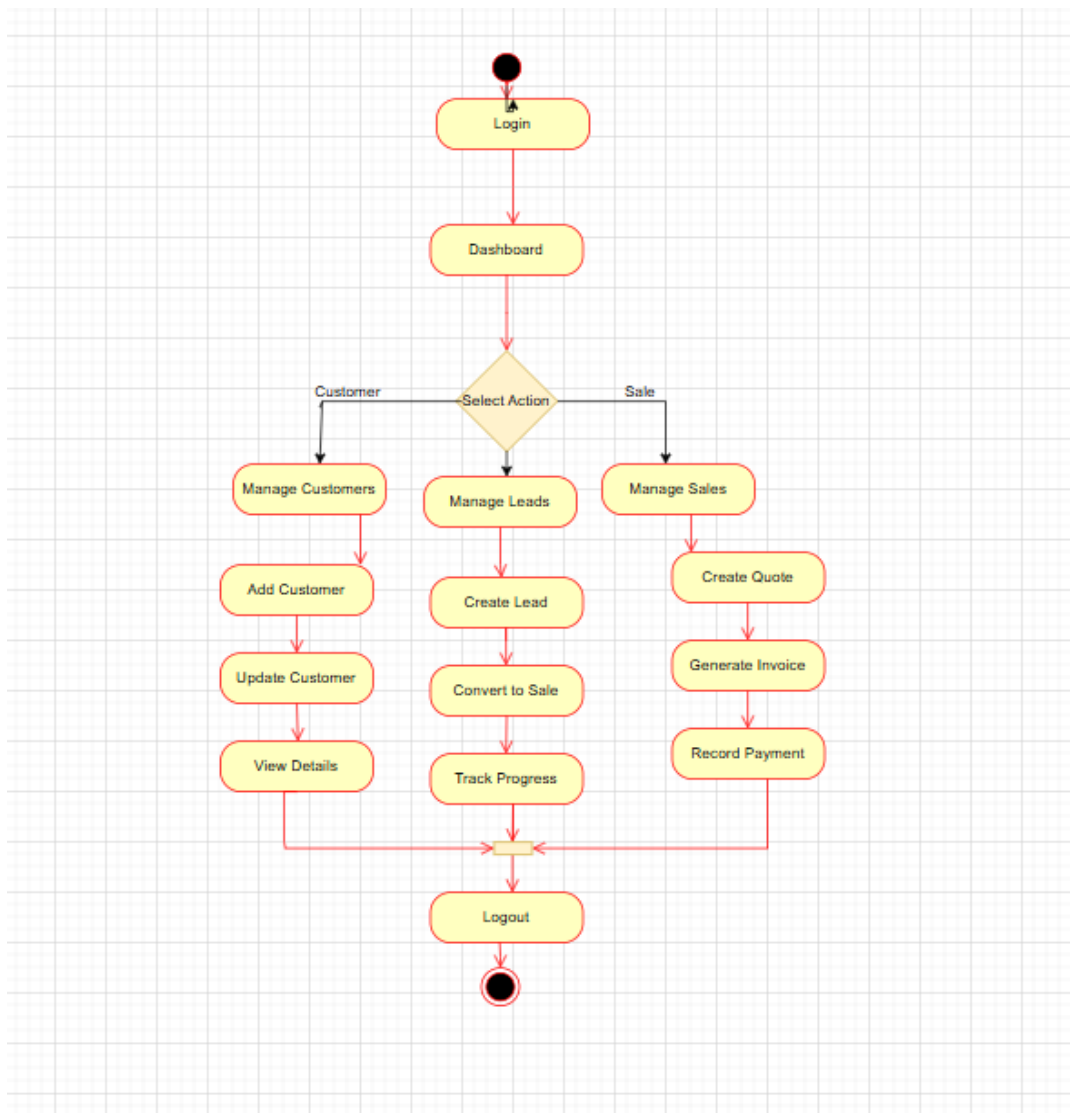 Login
Dashboard
Select Action
Customer
Sale
Manage Customers
Manage Leads
Manage Sales
Add Customer
Create Lead
Create Quote
Update Customer
Convert to Sale
Generate Invoice
View Details
Track Progress
Record Payment
Logout